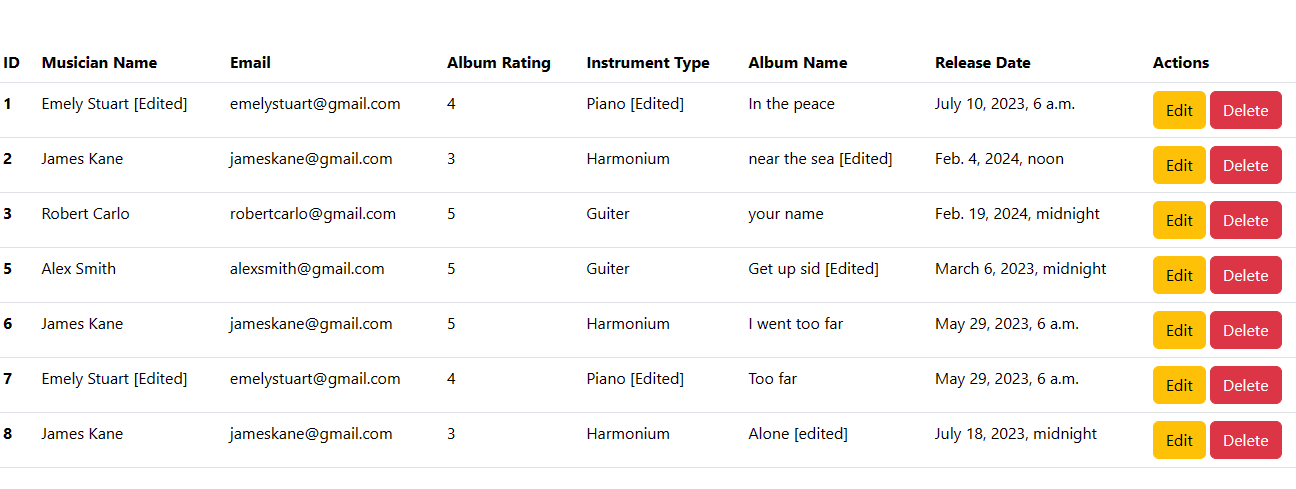 ID Musician Name Email Album Rating Instrument Type Album Name Release Date Actions
1 Emely Stuart [Edited] emelystuart@gmail.com 4 Piano [Edited] In the peace July 10, 2023, 6 a.m. Edit Delete
2 James Kane jameskane@gmail.com 3 Harmonium near the sea [Edited] Feb. 4, 2024, noon Edit Delete
3 Robert Carlo robertcarlo@gmail.com 5 Guiter your name Feb. 19, 2024, midnight Edit Delete
5 Alex Smith alexsmith@gmail.com 5 Guiter Get up sid [Edited] March 6, 2023, midnight Edit Delete
6 James Kane jameskane@gmail.com 5 Harmonium I went too far May 29, 2023, 6 a.m. Edit Delete
7 Emely Stuart [Edited] emelystuart@gmail.com 4 Piano [Edited] Too far May 29, 2023, 6 a.m. Edit Delete
8 James Kane jameskane@gmail.com 3 Harmonium Alone [edited] July 18, 2023, midnight Edit Delete